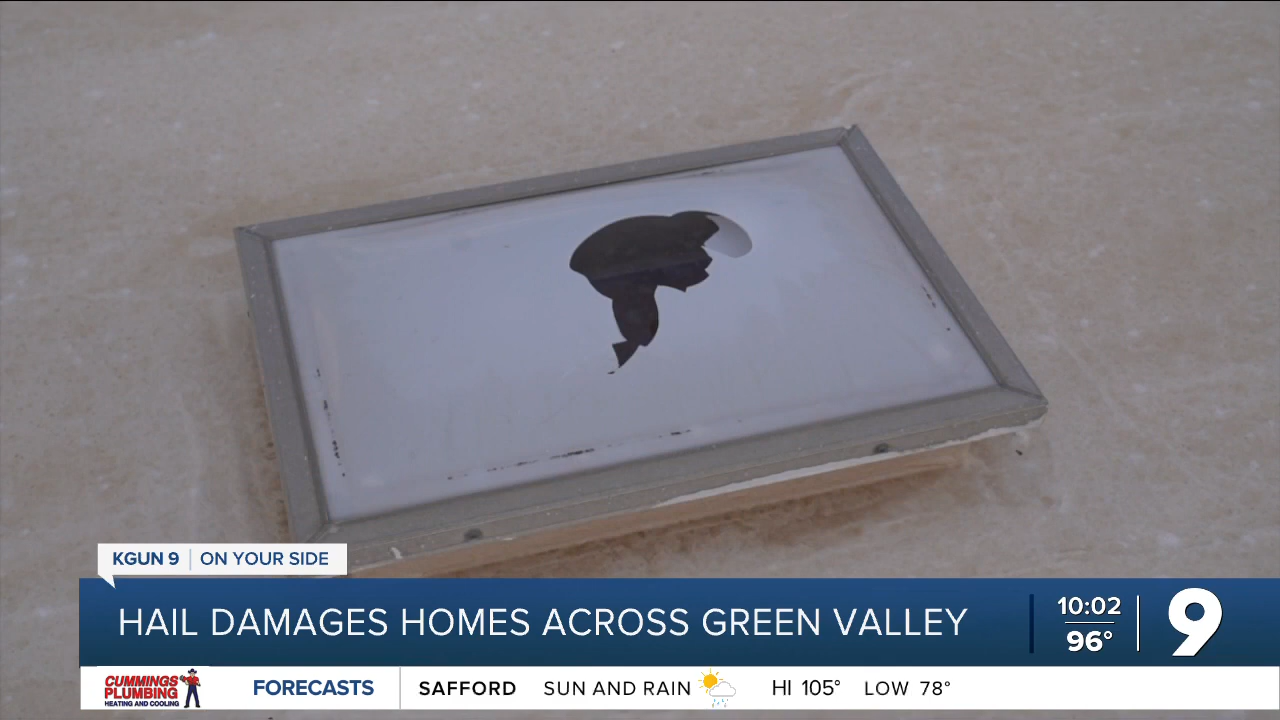 KGUN 9 | ON YOUR SIDE
HAIL DAMAGES HOMES ACROSS GREEN VALLEY
10:02
96°
9
CUMMINGS
PLUMBING
HEATING AND COOLING
FORECASTS
SAFFORD SUN AND RAIN HI 105° LOW 78°